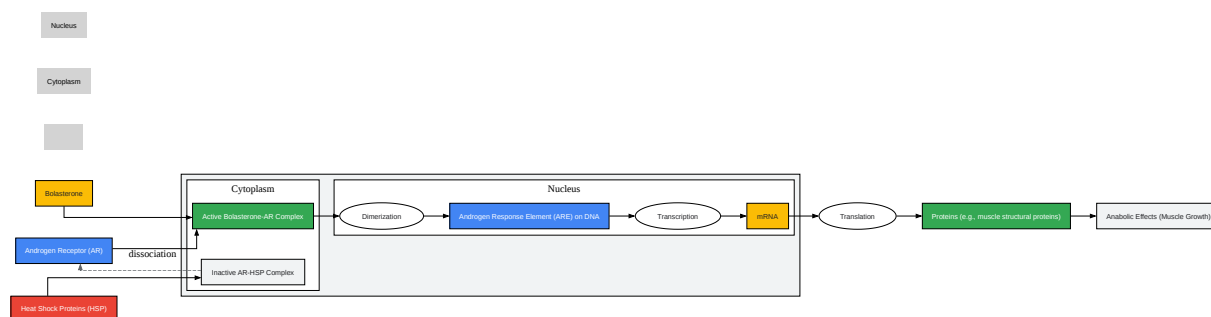 Nucleus
Cytoplasm
Bolasterone
Cytoplasm
Nucleus
Active Bolasterone-AR Complex
Dimerization
Androgen Response Element (ARE) on DNA
Transcription
mRNA
Translation
Proteins (e.g., muscle structural proteins)
Anabolic Effects (Muscle Growth)
Androgen Receptor (AR)
dissociation
Inactive AR-HSP Complex
Heat Shock Proteins (HSP)